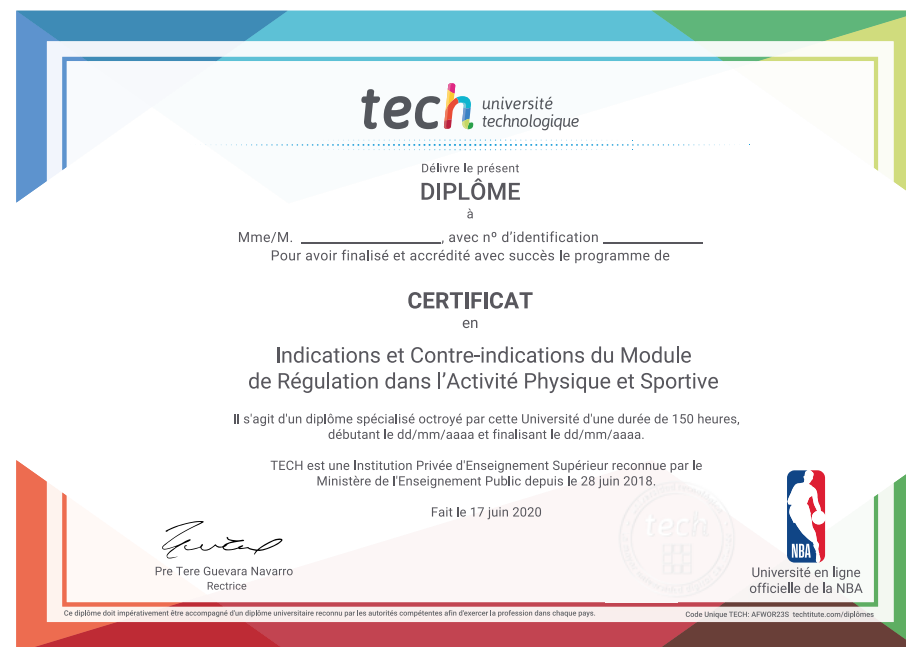 tech université
technologique
Délivre le présent
DIPLÔME
à
Mme/M. ____________________, avec nº d'identification ______________
Pour avoir finalisé et accrédité avec succès le programme de
CERTIFICAT
en
Indications et Contre-indications du Module
de Régulation dans l'Activité Physique et Sportive
Il s'agit d'un diplôme spécialisé octroyé par cette Université d'une durée de 150 heures,
débutant le dd/mm/aaaa et finalisant le dd/mm/aaaa.
TECH est une Institution Privée d'Enseignement Supérieur reconnue par le
Ministère de l'Enseignement Public depuis le 28 juin 2018.
Fait le 17 juin 2020
tech
Pre Tere Guevara Navarro
Rectrice
NBA
Université en ligne
officielle de la NBA
Ce diplôme doit impérativement être accompagné d'un diplôme universitaire reconnu par les autorités compétentes afin d'exercer la profession dans chaque pays.
Code Unique TECH: AFWOR23S techtitute.com/diplômes